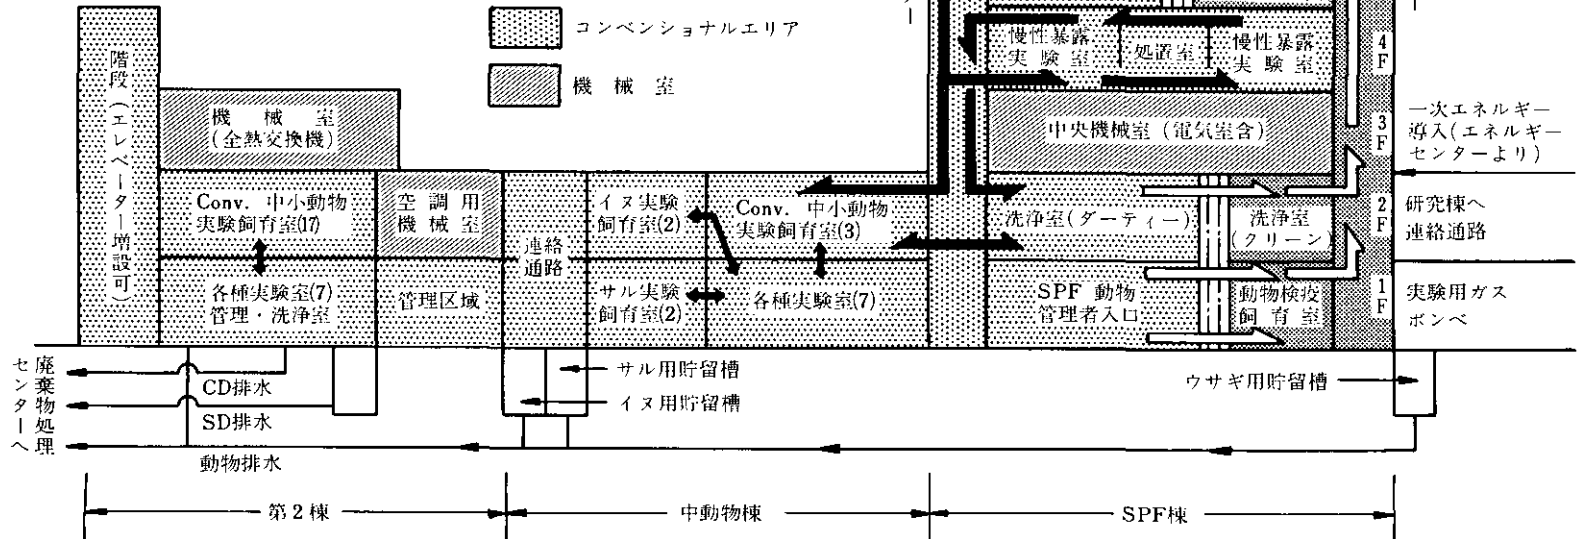 コンベンショナルエリア
機械室
階段（エレベーター増設可）
機械室
(全熱交換機)
Conv. 中小動物
実験飼育室(17)
空調用
機械室
各種実験室(7)
管理・洗浄室
管理区域
連絡
通路
イヌ実験
飼育室(2)
サル実験
飼育室(2)
Conv. 中小動物
実験飼育室(3)
各種実験室(7)
ー
慢性暴露
実験室
処置室
慢性暴露
実験室
中央機械室（電気室含）
洗浄室(ダーティー)
洗浄室
(クリーン)
SPF 動物
管理者入口
動物検疫
飼育室
4F
3F
2F
1F
一次エネルギー
導入(エネルギー
センターより)
研究棟へ
連絡通路
実験用ガス
ボンベ
廃棄物処理
センターへ
CD排水
SD排水
動物排水
サル用貯留槽
イヌ用貯留槽
ウサギ用貯留槽
第2棟
中動物棟
SPF棟